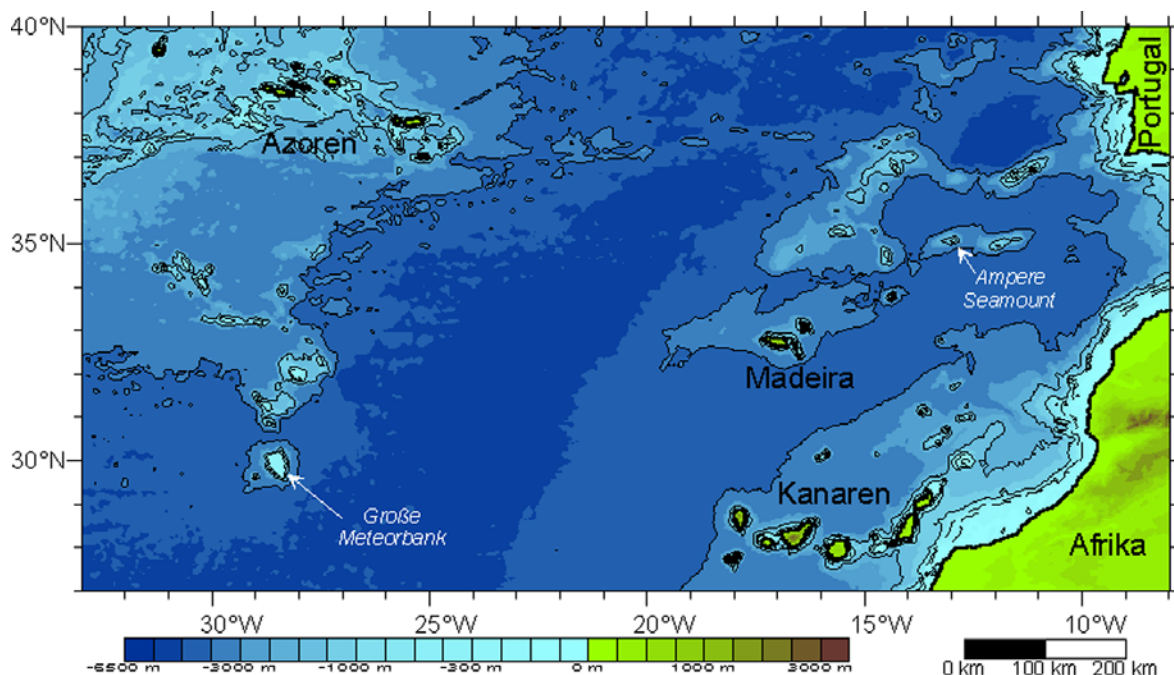 40°N
Portugal
Azoren
35°N
Ampere
Seamount
Madeira
30°N
Kanaren
Große
Meteorbank
Afrika
30°W 25°W 20°W 15°W 10°W
-6500 m -3000 m -1000 m -300 m 0 m 1000 m 3000 m
0 km 100 km 200 km